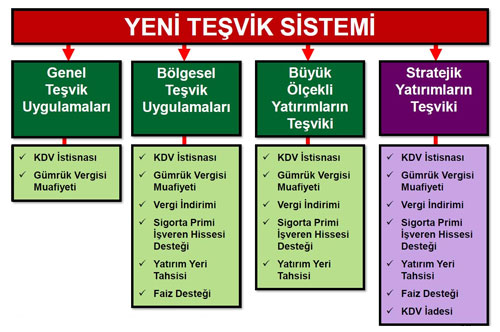 YENİ TEŞVİK SİSTEMİ
Genel
Teşvik
Uygulamaları
✓ KDV İstisnası
✓ Gümrük Vergisi
Muafiyeti
Bölgesel
Teşvik
Uygulamaları
✓ KDV İstisnası
✓ Gümrük Vergisi
Muafiyeti
✓ Vergi İndirimi
✓ Sigorta Primi
İşveren Hissesi
Desteği
✓ Yatırım Yeri
Tahsisi
✓ Faiz Desteği
Büyük
Ölçekli
Yatırımların
Teşviki
✓ KDV İstisnası
✓ Gümrük Vergisi
Muafiyeti
✓ Vergi İndirimi
✓ Sigorta Primi
İşveren Hissesi
Desteği
✓ Yatırım Yeri
Tahsisi
Stratejik
Yatırımların
Teşviki
✓ KDV İstisnası
✓ Gümrük Vergisi
Muafiyeti
✓ Vergi İndirimi
✓ Sigorta Primi
İşveren Hissesi
Desteği
✓ Yatırım Yeri
Tahsisi
✓ Faiz Desteği
✓ KDV İadesi